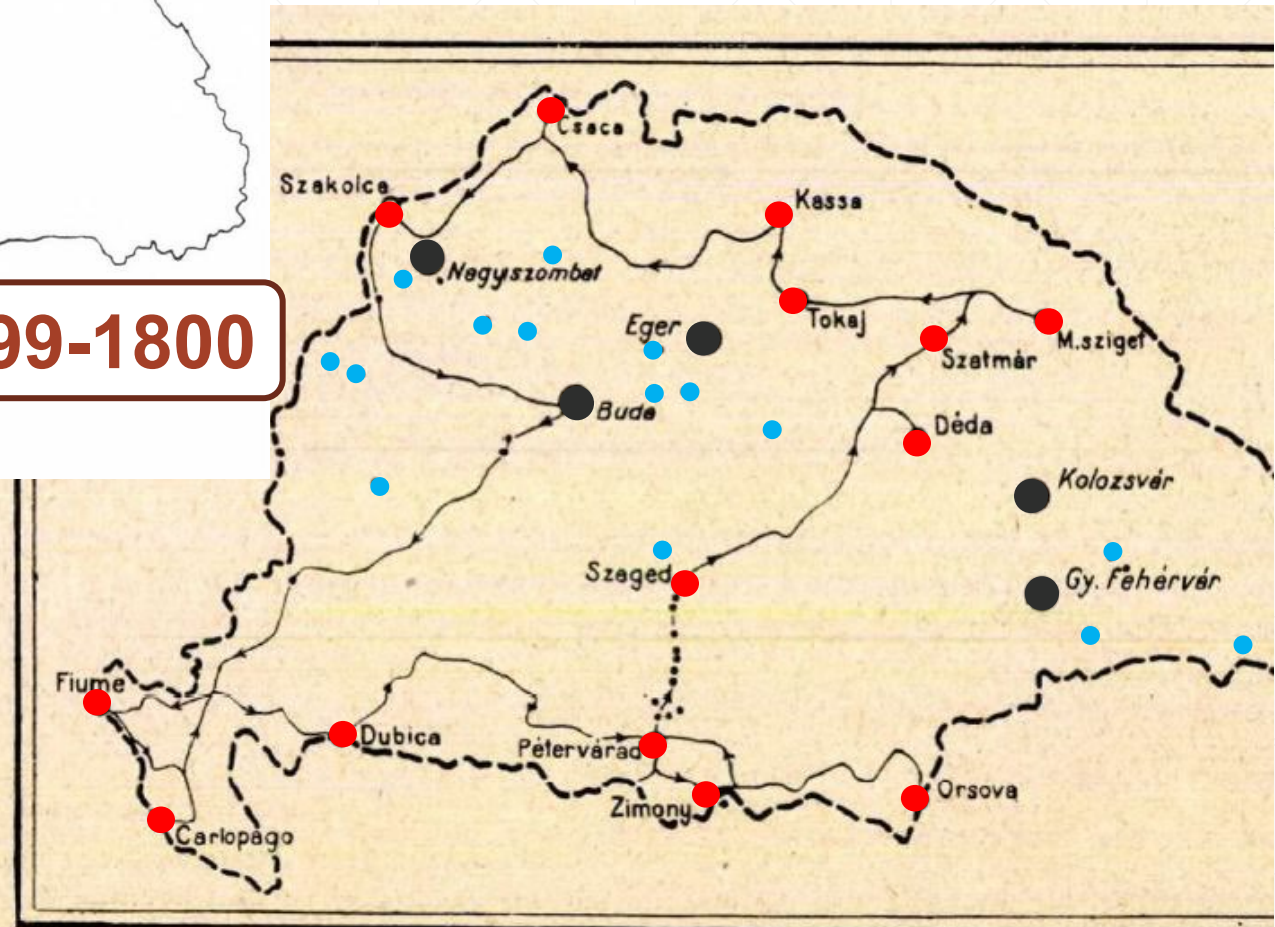 Csaca
Szakolca
Kassa
Nagyszombat
99-1800
Eger
Tokaj
M.sziget
Szatmár
Buda
Déda
Kolozsvár
Szeged
Gy. Fehérvár
Fiume
Dubica
Pétervárad
Zimony
Orsova
Carlopago